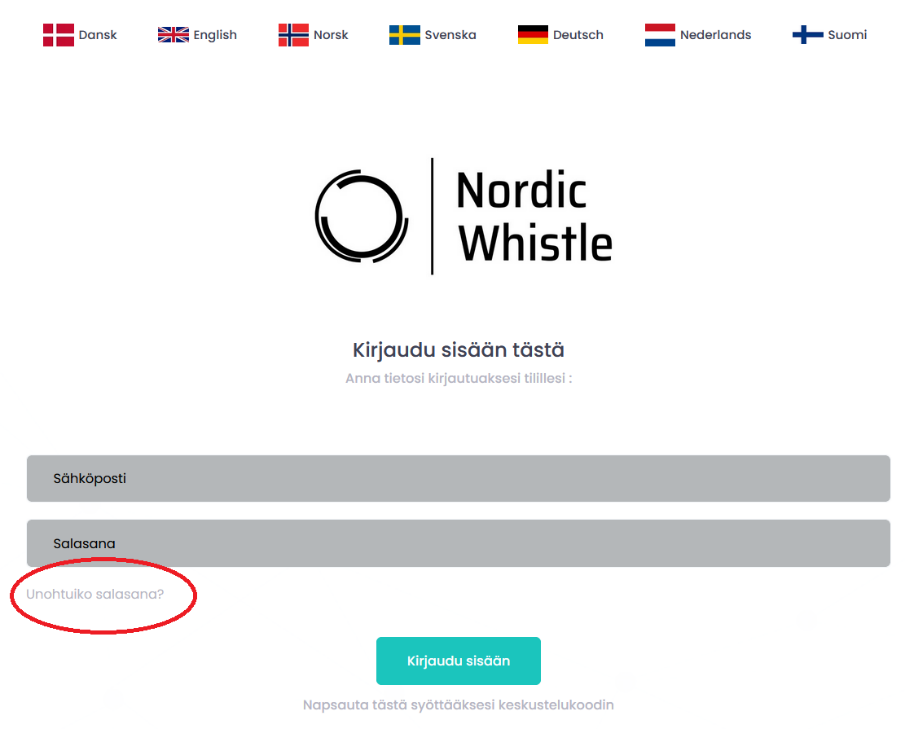 Dansk English Norsk Svenska Deutsch Nederlands Suomi
Nordic
Whistle
Kirjaudu sisään tästä
Anna tietosi kirjautuaksesi tilillesi :
Sähköposti
Salasana
Unohtuiko salasana?
Kirjaudu sisään
Napsauta tästä syöttääksesi keskustelukoodin